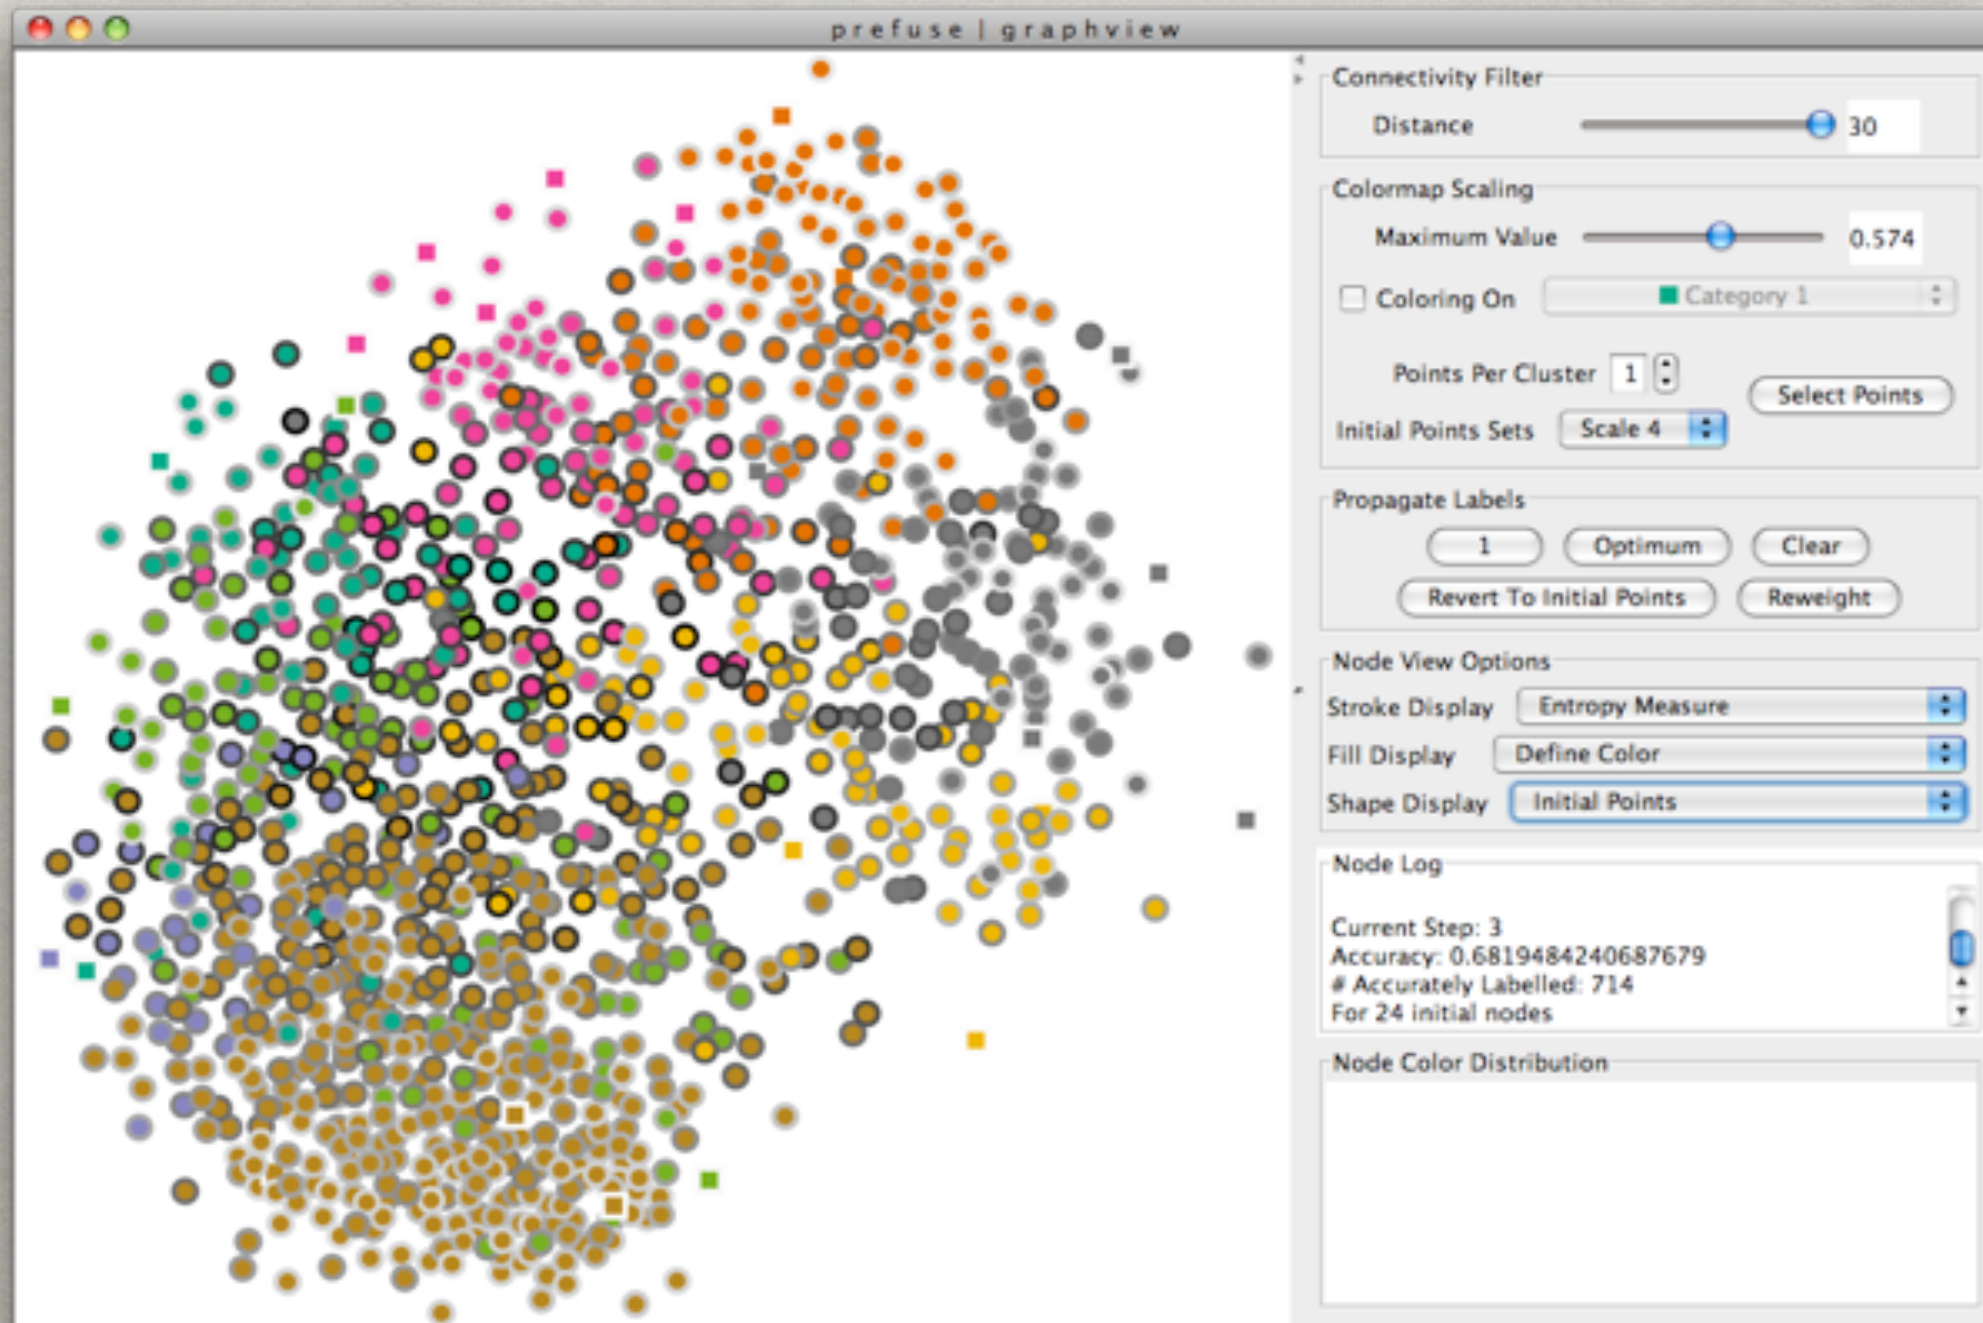 prefuse | graphview
Connectivity Filter
Distance 30
Colormap Scaling
Maximum Value 0.574
Coloring On Category 1
Points Per Cluster 1
Select Points
Initial Points Sets Scale 4
Propagate Labels
1 Optimum Clear
Revert To Initial Points Reweight
Node View Options
Stroke Display Entropy Measure
Fill Display Define Color
Shape Display Initial Points
Node Log
Current Step: 3
Accuracy: 0.6819484240687679
# Accurately Labelled: 714
For 24 initial nodes
Node Color Distribution